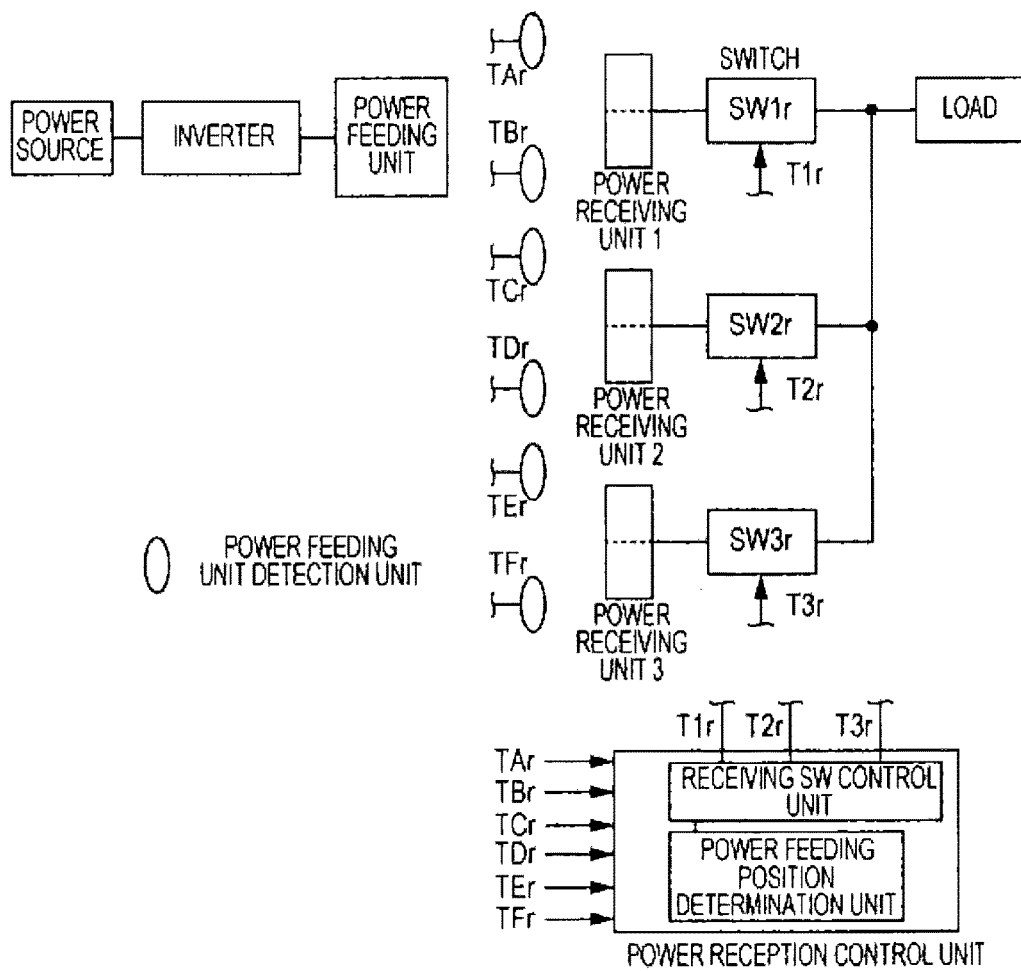 TAr
SWITCH
POWER
SOURCE
INVERTER
POWER
FEEDING
UNIT
TBr
SW1r
LOAD
T1r
POWER
RECEIVING
UNIT 1
TCr
SW2r
TDr
T2r
POWER
RECEIVING
UNIT 2
TEr
SW3r
POWER FEEDING
UNIT DETECTION UNIT
TFr
T3r
POWER
RECEIVING
UNIT 3
T1r T2r T3r
TAr
TBr
TCr
TDr
TEr
TFr
RECEIVING SW CONTROL
UNIT
POWER FEEDING
POSITION
DETERMINATION UNIT
POWER RECEPTION CONTROL UNIT